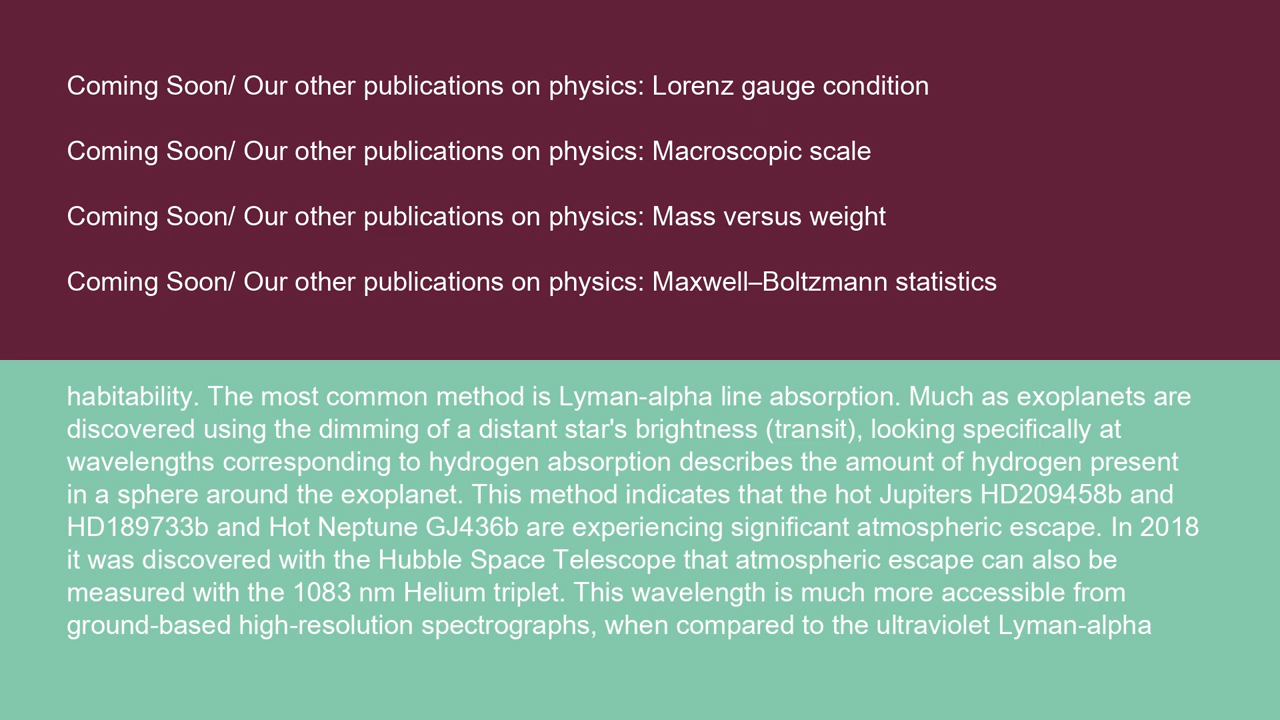 Coming Soon/ Our other publications on physics: Lorenz gauge condition
Coming Soon/ Our other publications on physics: Macroscopic scale
Coming Soon/ Our other publications on physics: Mass versus weight
Coming Soon/ Our other publications on physics: Maxwell–Boltzmann statistics
habitability. The most common method is Lyman-alpha line absorption. Much as exoplanets are
discovered using the dimming of a distant star's brightness (transit), looking specifically at
wavelengths corresponding to hydrogen absorption describes the amount of hydrogen present
in a sphere around the exoplanet. This method indicates that the hot Jupiters HD209458b and
HD189733b and Hot Neptune GJ436b are experiencing significant atmospheric escape. In 2018
it was discovered with the Hubble Space Telescope that atmospheric escape can also be
measured with the 1083 nm Helium triplet. This wavelength is much more accessible from
ground-based high-resolution spectrographs, when compared to the ultraviolet Lyman-alpha